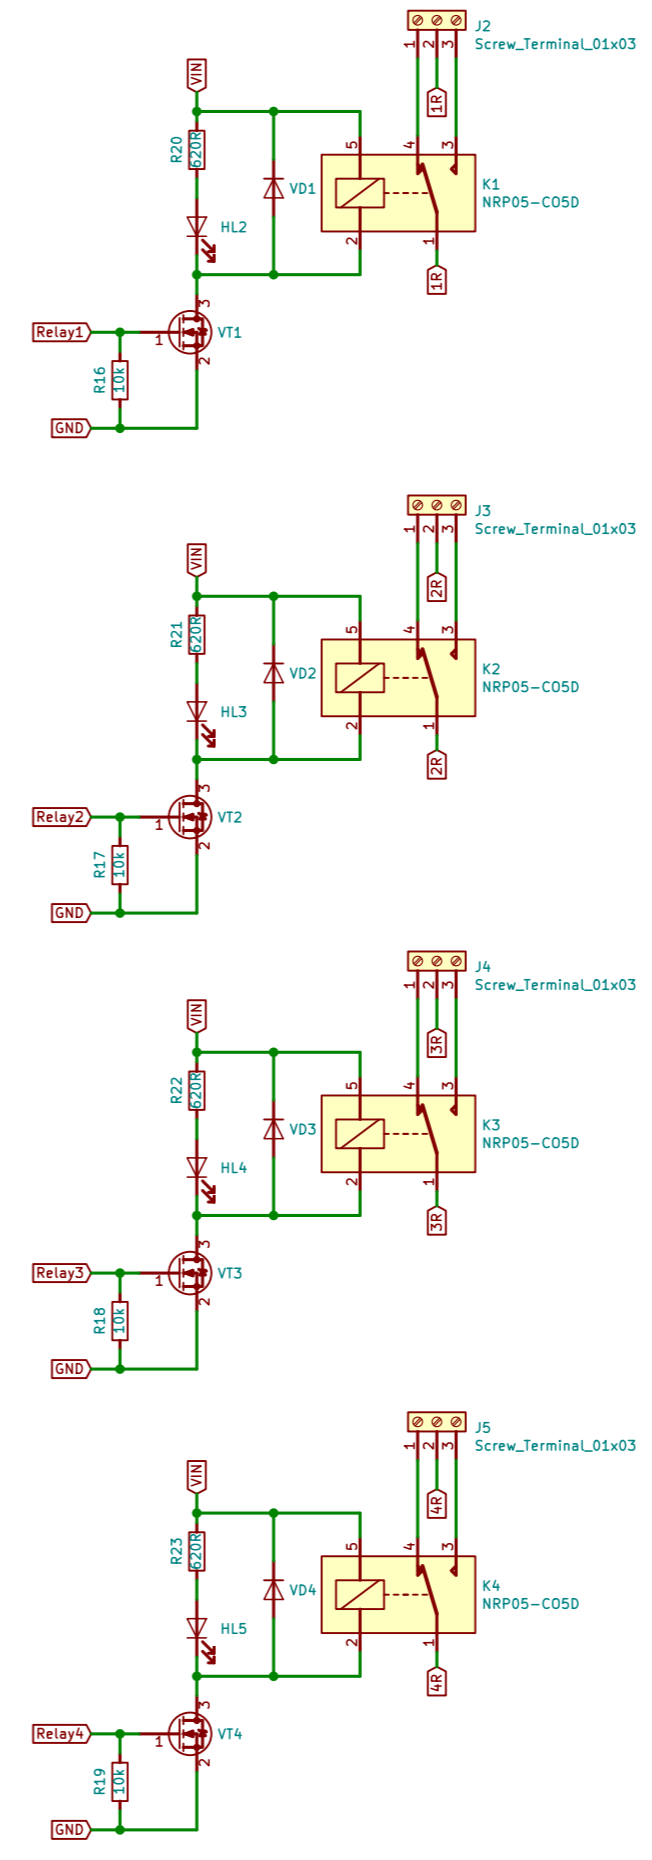 J2
Screw_Terminal_01x03
1
2
3
VIN
1R
R20
620R
5
4
3
VD1
K1
NRP05-CO5D
HL2
2
1
1R
3
Relay1
1
VT1
2
R16
10k
GND
J3
Screw_Terminal_01x03
1
2
3
VIN
2R
R21
620R
5
4
3
VD2
K2
NRP05-CO5D
HL3
2
1
2R
3
Relay2
1
VT2
2
R17
10k
GND
J4
Screw_Terminal_01x03
1
2
3
VIN
3R
R22
620R
5
4
3
VD3
K3
NRP05-CO5D
HL4
2
1
3R
3
Relay3
1
VT3
2
R18
10k
GND
J5
Screw_Terminal_01x03
1
2
3
VIN
4R
R23
620R
5
4
3
VD4
K4
NRP05-CO5D
HL5
2
1
4R
3
Relay4
1
VT4
2
R19
10k
GND